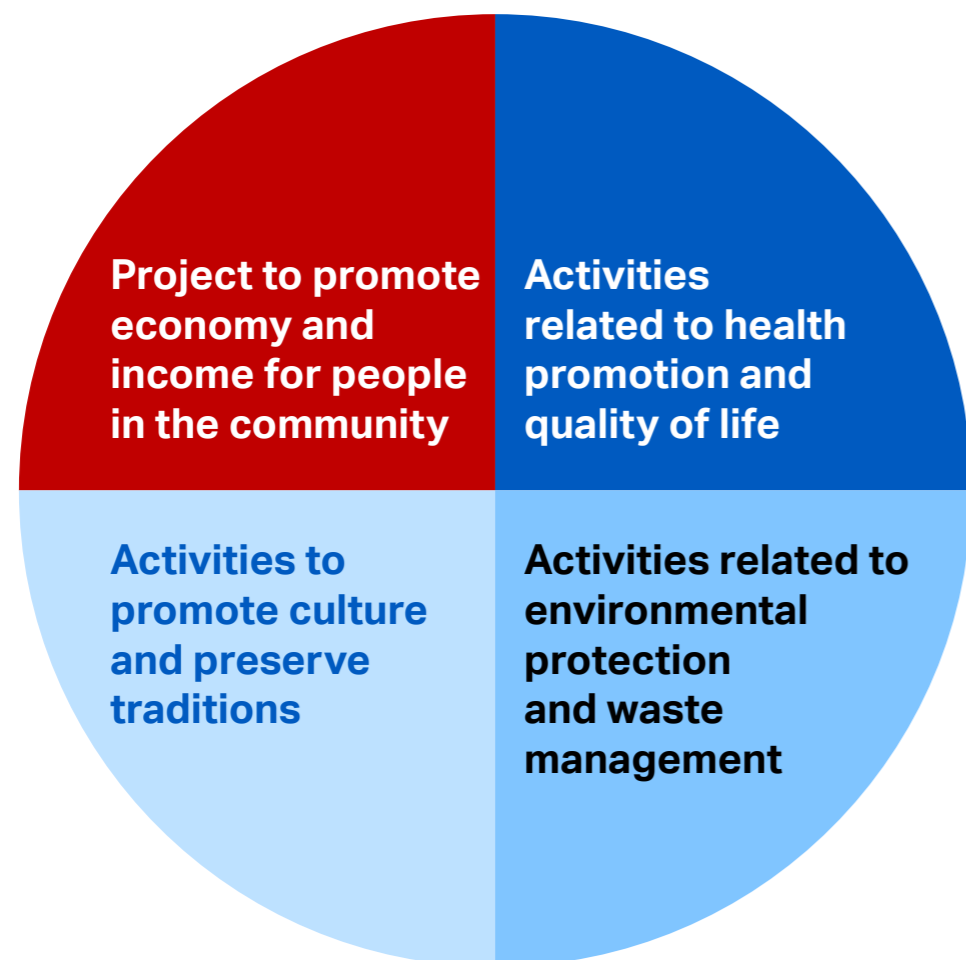 Project to promote
economy and
income for people
in the community
Activities
related to health
promotion and
quality of life
Activities to
promote culture
and preserve
traditions
Activities related to
environmental
protection
and waste
management